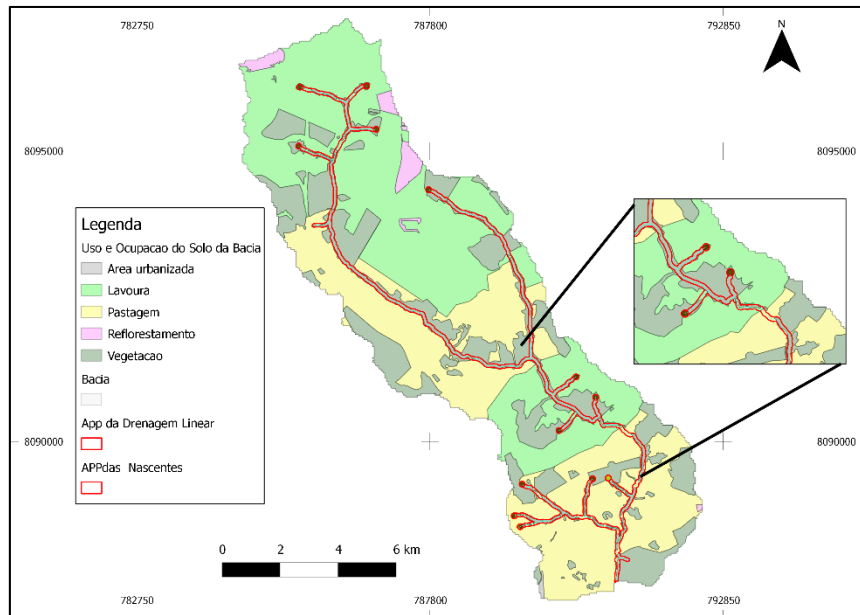 782750 787800 792850
N
8095000 8095000
Legenda
Uso e Ocupacao do Solo da Bacia
Area urbanizada
Lavoura
Pastagem
Reflorestamento
Vegetacao
Bacia
App da Drenagem Linear
APPdas Nascentes
8090000 8090000
0 2 4 6 km
782750 787800 792850